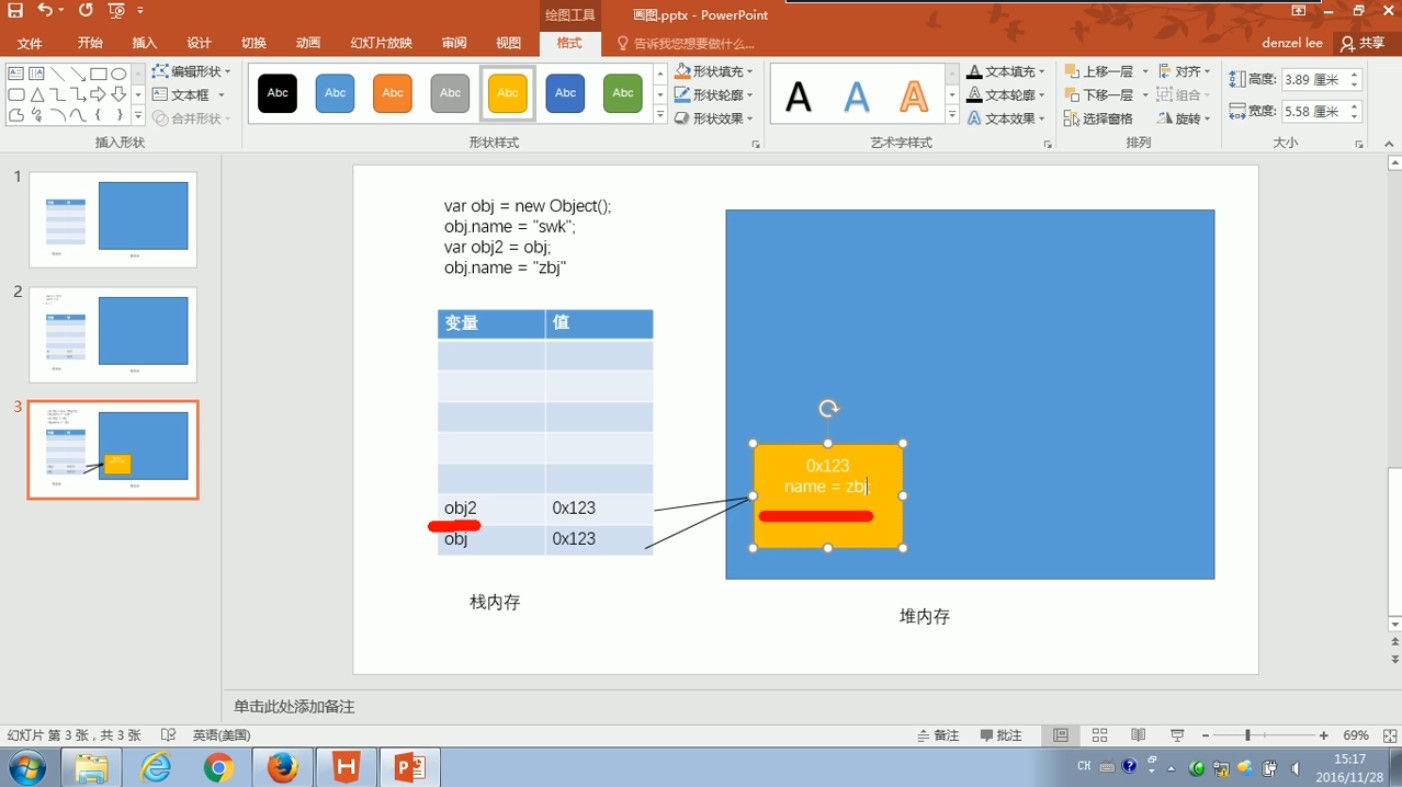 绘图工具
画图.pptx - PowerPoint
文件 开始 插入 设计 切换 动画 幻灯片放映 审阅 视图 格式 告诉我您想要做什么... denzel lee 共享
编辑形状
文本框
合并形状
插入形状
Abc Abc Abc Abc Abc Abc Abc
形状填充
形状轮廓
形状效果
形状样式
A A A
文本填充
文本轮廓
文本效果
艺术字样式
上移一层 对齐
下移一层 组合
选择窗格 旋转
排列
高度: 3.89 厘米
宽度: 5.58 厘米
大小
1
2
3
var obj = new Object();
obj.name = "swk";
var obj2 = obj;
obj.name = "zbj"
变量 值
obj2 0x123
obj 0x123
栈内存
0x123
name = zbj;
堆内存
单击此处添加备注
幻灯片 第 3 张，共 3 张 英语(美国) 备注 批注 69%
CH 15:17
2016/11/28